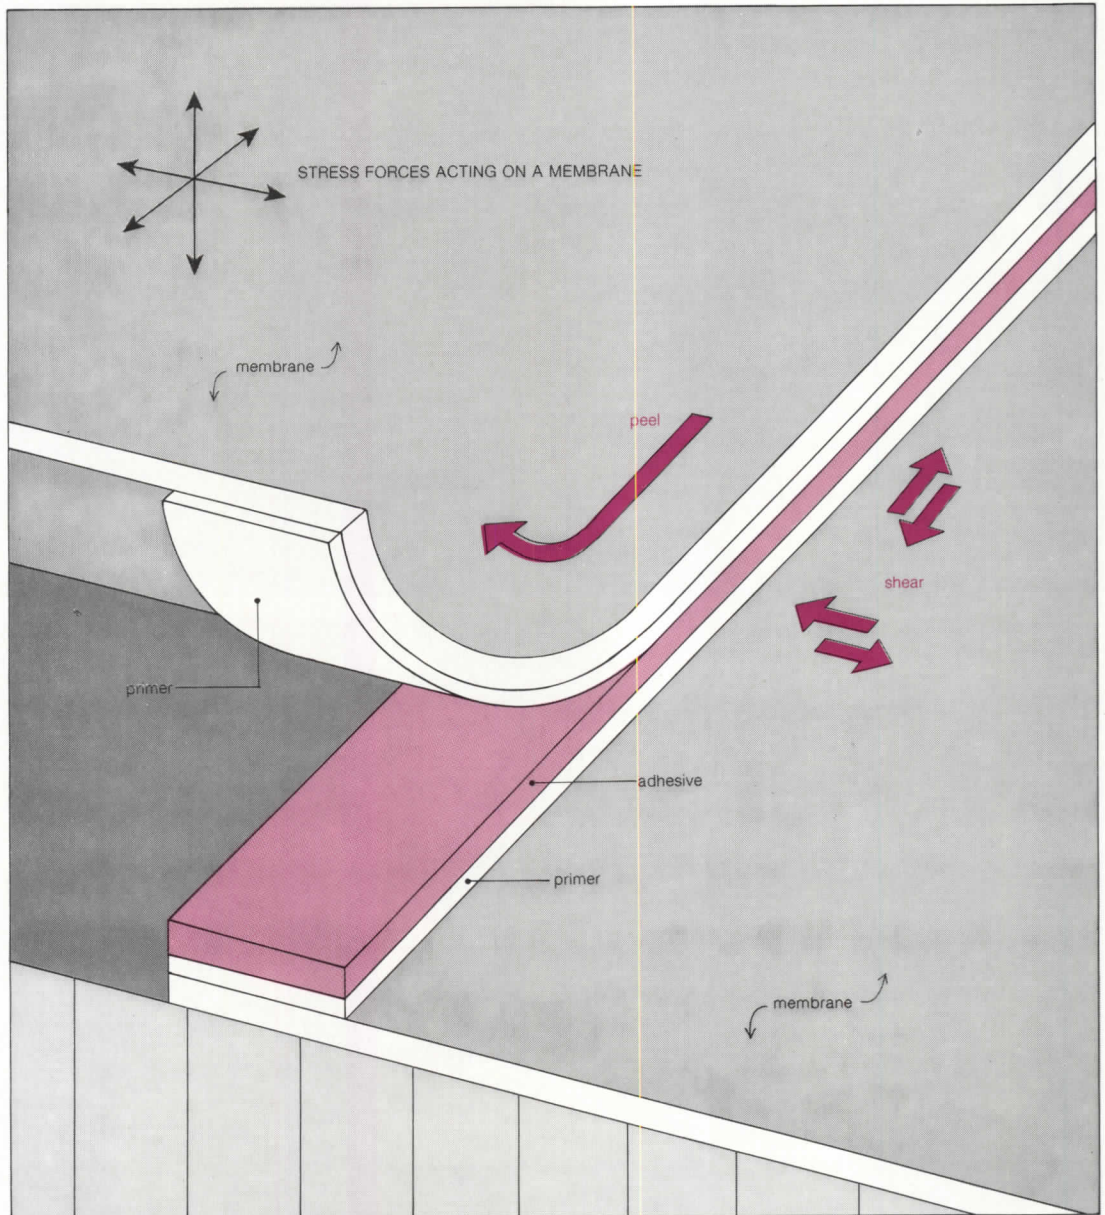 STRESS FORCES ACTING ON A MEMBRANE
membrane
peel
shear
primer
adhesive
primer
membrane